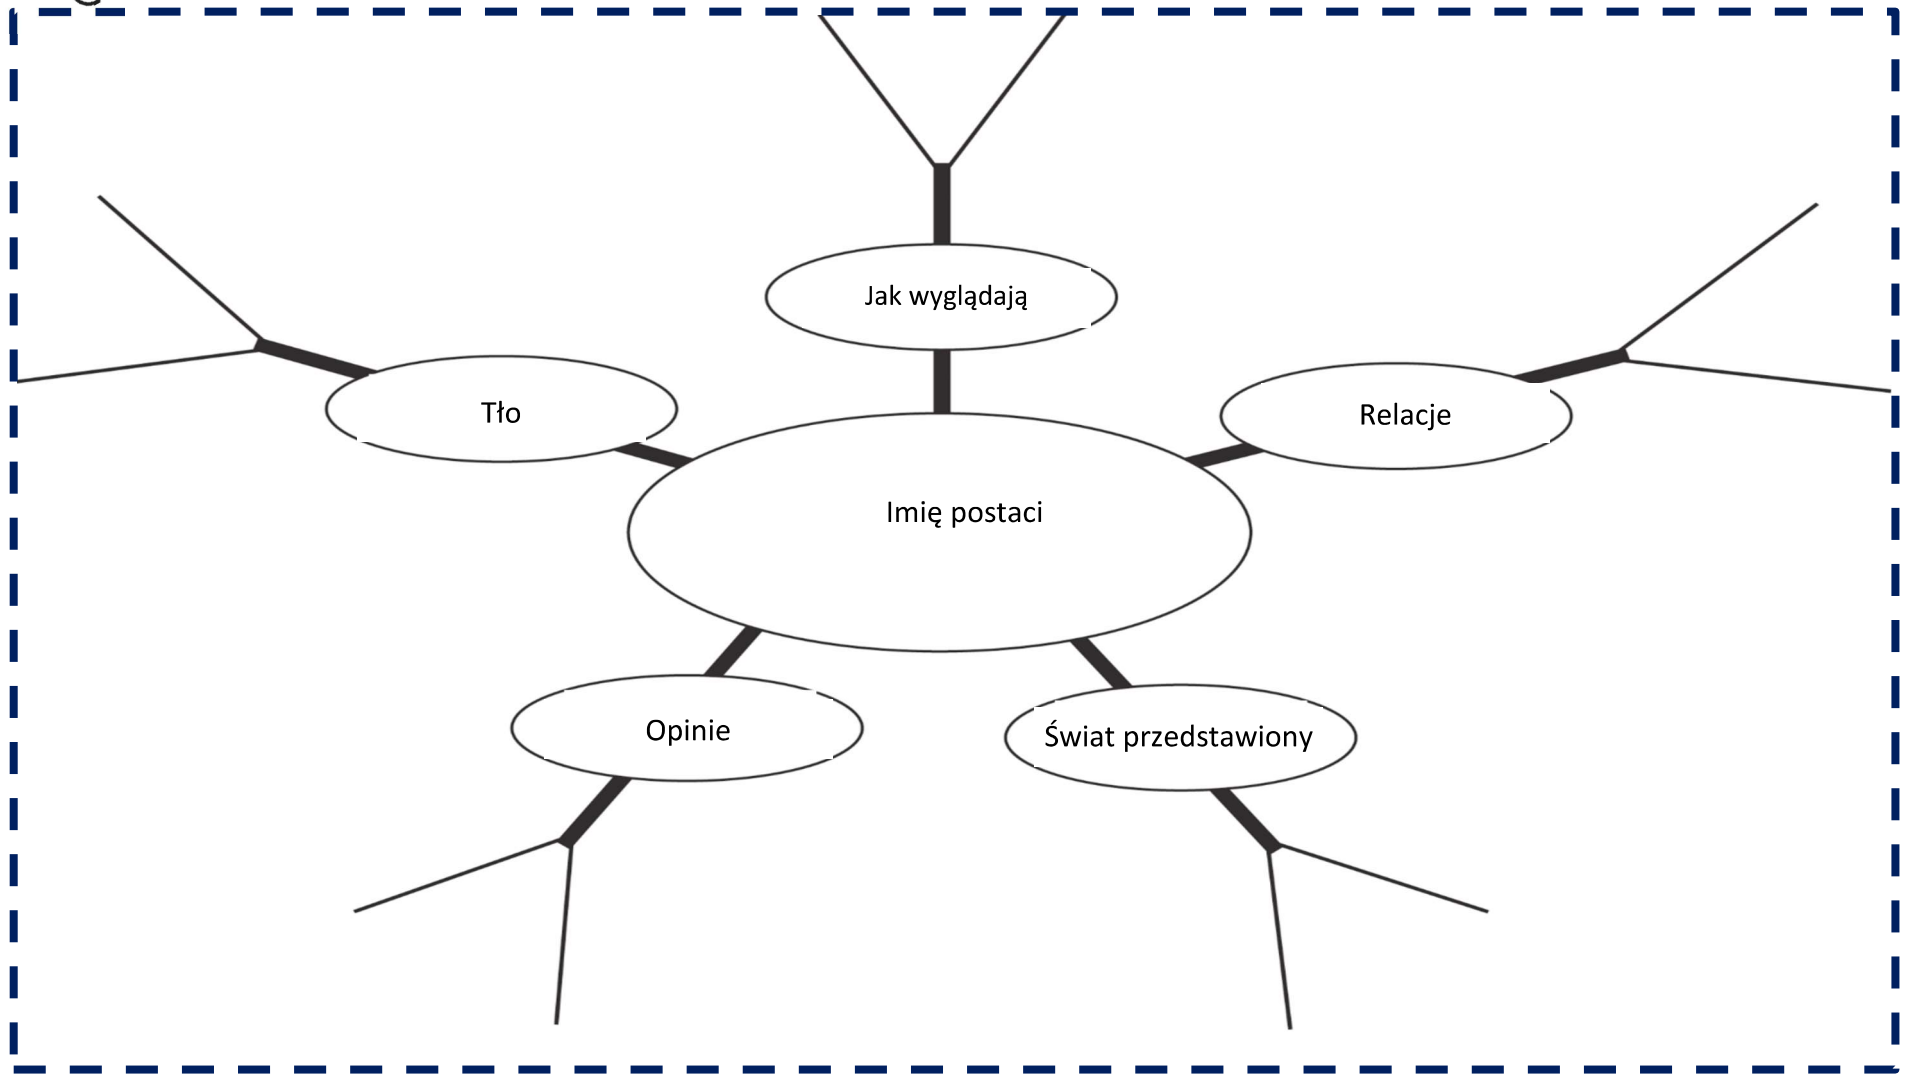 Jak wyglądają
Tło
Relacje
Imię postaci
Opinie
Świat przedstawiony